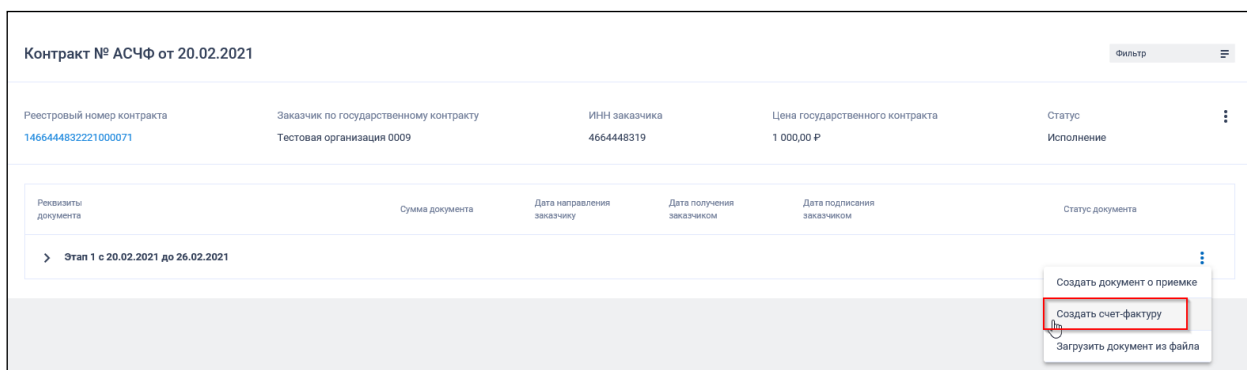 Контракт № АСЧФ от 20.02.2021
Фильтр
Реестровый номер контракта
Заказчик по государственному контракту
ИНН заказчика
Цена государственного контракта
Статус
1466444832221000071
Тестовая организация 0009
4664448319
1 000,00 ₽
Исполнение
Реквизиты
документа
Сумма документа
Дата направления
заказчику
Дата получения
заказчиком
Дата подписания
заказчиком
Статус документа
Этап 1 с 20.02.2021 до 26.02.2021
Создать документ о приемке
Создать счет-фактуру
Загрузить документ из файла